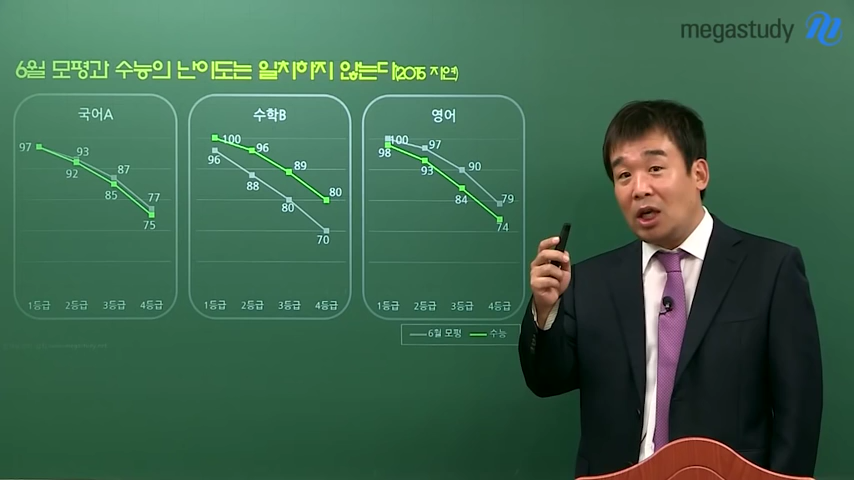 megastudy
6월 모평과 수능의 난이도는 일치하지 않는다(2015 자연)
국어A
97
93
92
87
85
77
75
1등급 2등급 3등급 4등급
수학B
100
96
96
88
89
80
80
70
1등급 2등급 3등급 4등급
영어
100
98
97
93
90
84
79
74
1등급 2등급 3등급 4등급
6월 모평 수능